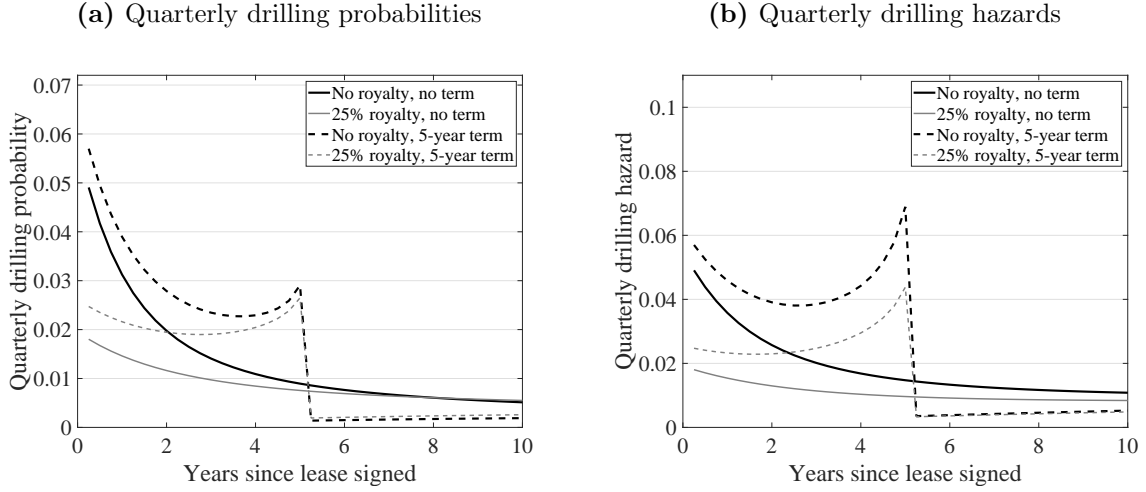 (a) Quarterly drilling probabilities
0.07
0.06
0.05
0.04
0.03
0.02
0.01
0
Quarterly drilling probability
No royalty, no term
25% royalty, no term
No royalty, 5-year term
25% royalty, 5-year term
0 2 4 6 8 10
Years since lease signed
(b) Quarterly drilling hazards
0.1
0.08
0.06
0.04
0.02
0
Quarterly drilling hazard
No royalty, no term
25% royalty, no term
No royalty, 5-year term
25% royalty, 5-year term
0 2 4 6 8 10
Years since lease signed